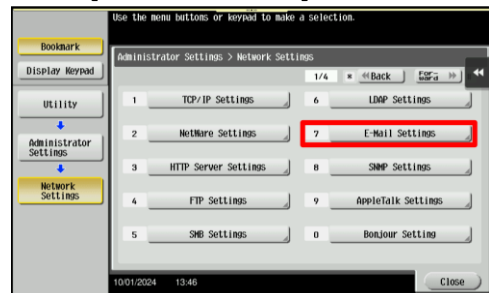 Use the menu buttons or keypad to make a selection.
Bookmark
Display Keypad
Administrator Settings > Network Settings
1/4 «Back For-ward »
Utility
1 TCP/IP Settings
6 LDAP Settings
Administrator Settings
2 NetWare Settings
7 E-Mail Settings
Network Settings
3 HTTP Server Settings
8 SNMP Settings
4 FTP Settings
9 AppleTalk Settings
5 SMB Settings
0 Bonjour Setting
10/01/2024 13:46
Close